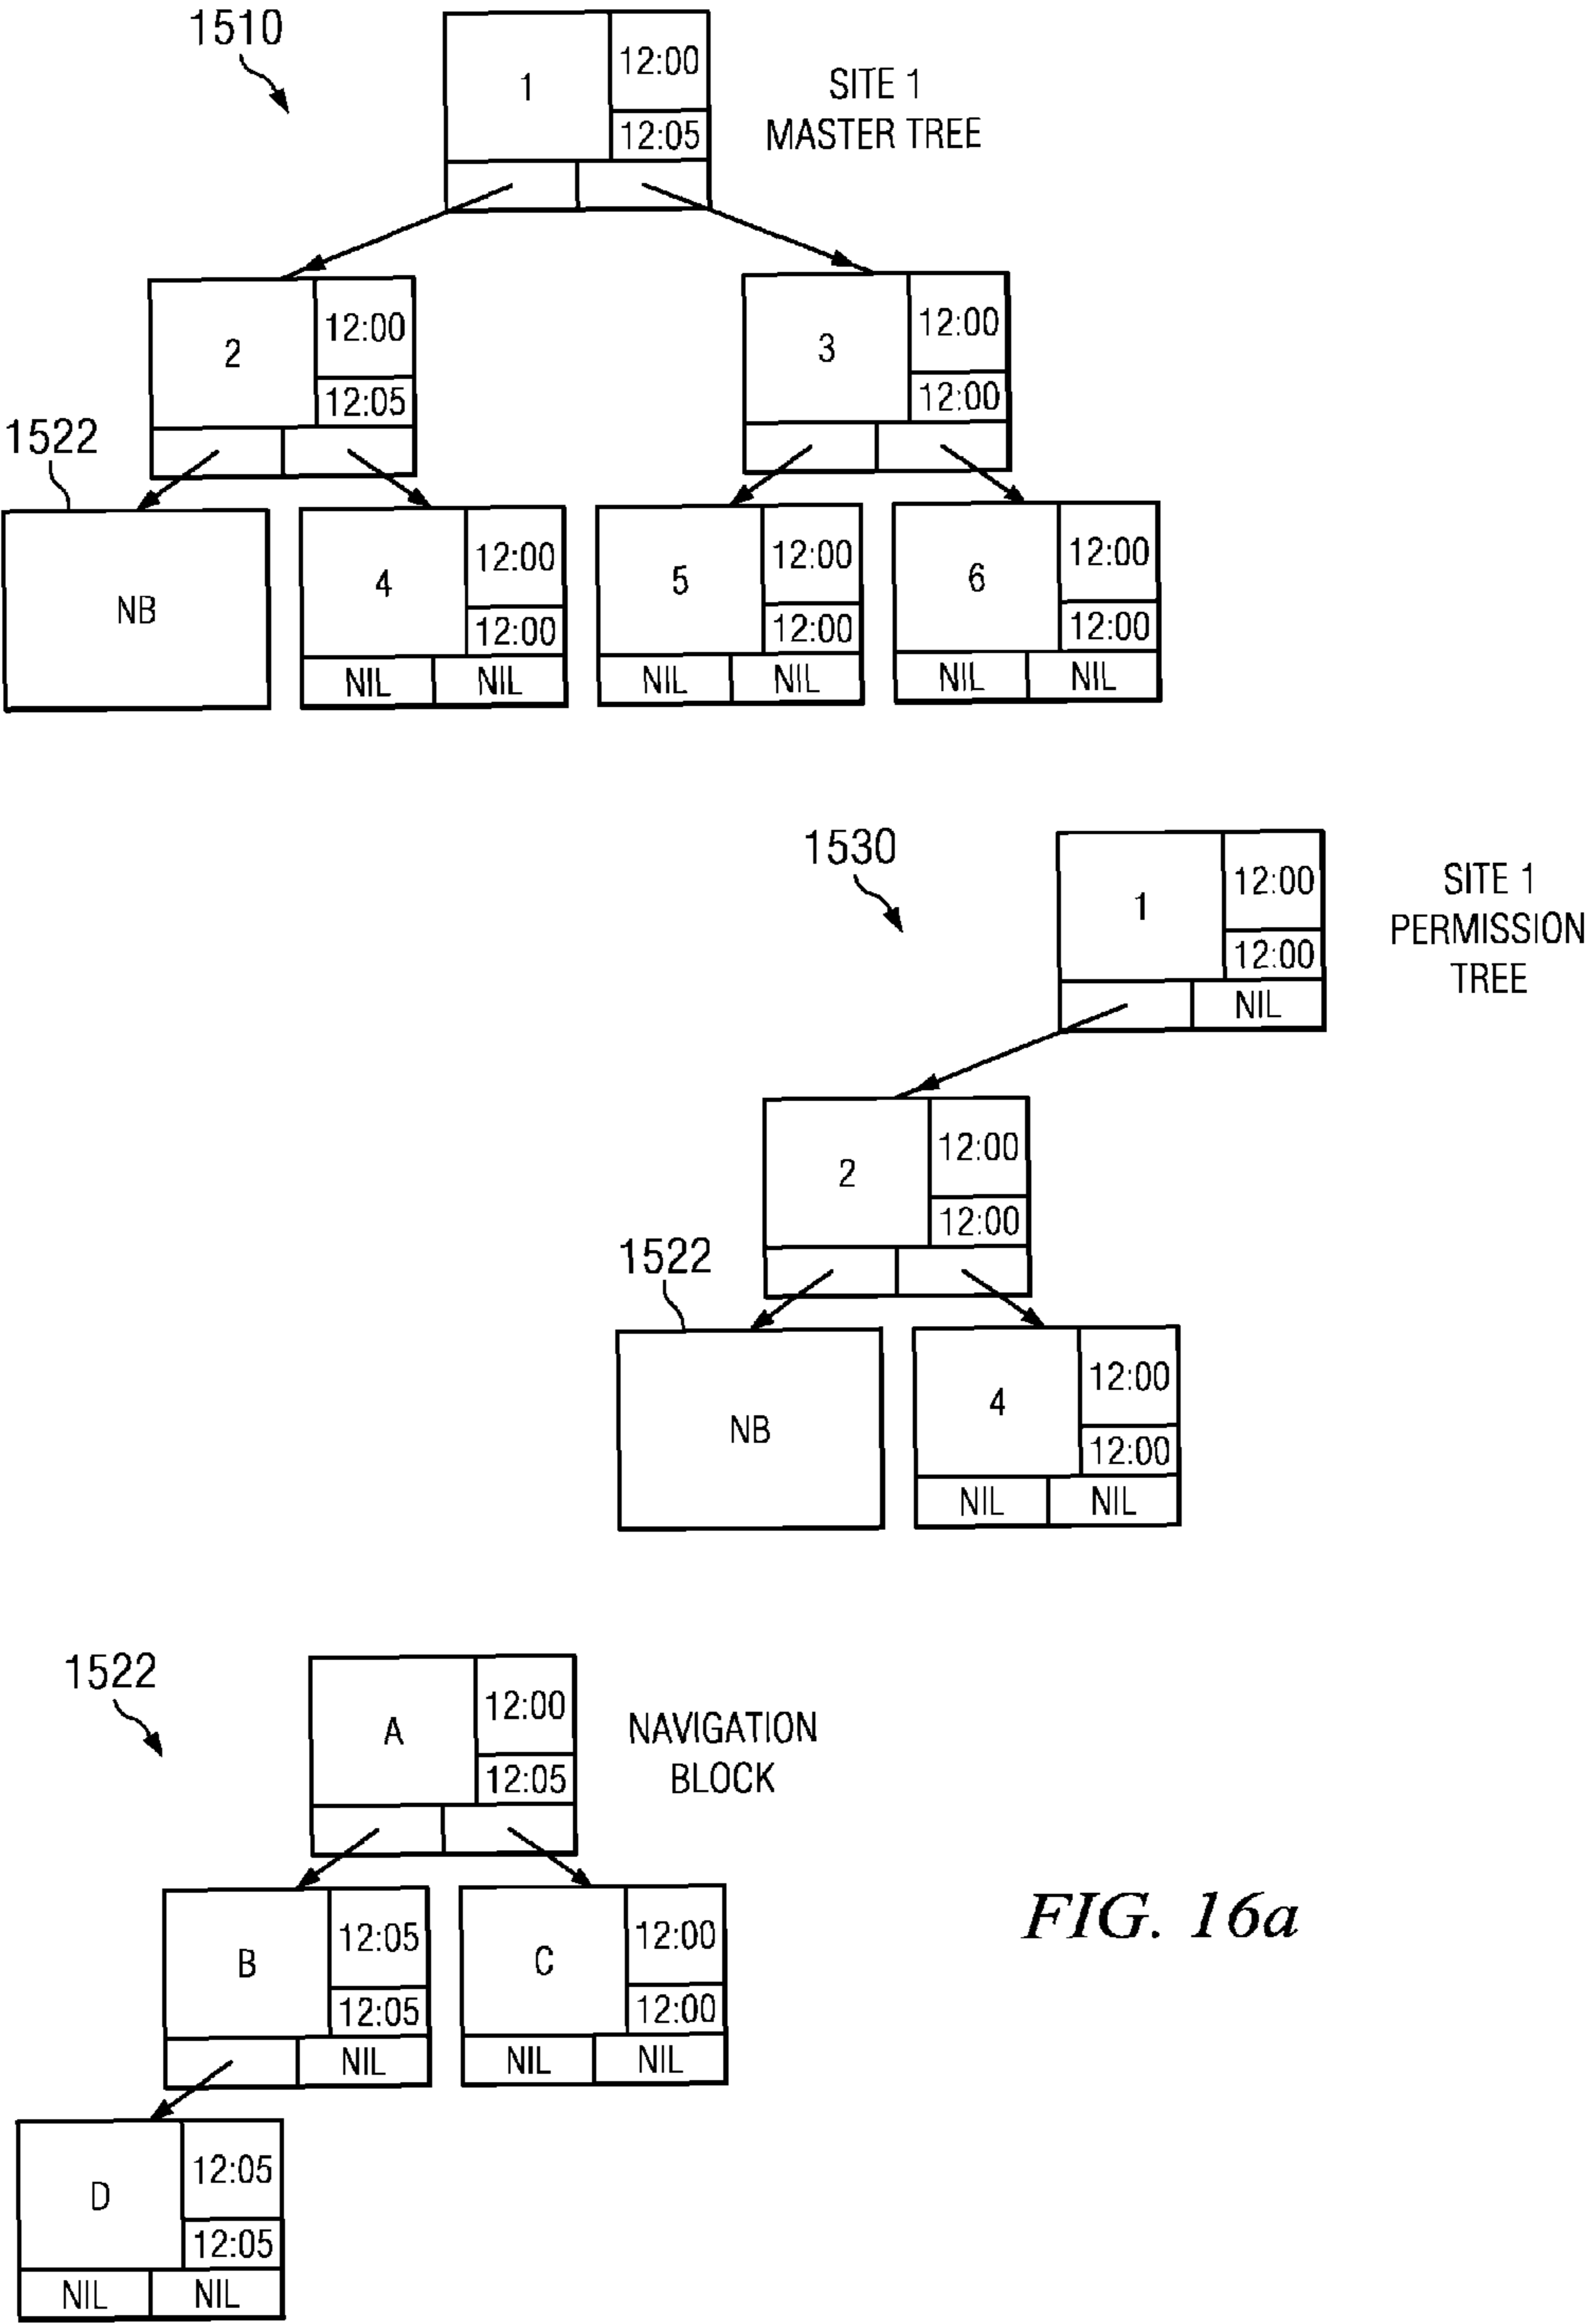 1510
1
12:00
12:05
SITE 1
MASTER TREE
2
12:00
12:05
3
12:00
12:00
1522
NB
4
12:00
12:00
NIL
NIL
5
12:00
12:00
NIL
NIL
6
12:00
12:00
NIL
NIL
1530
1
12:00
12:00
NIL
SITE 1
PERMISSION
TREE
2
12:00
12:00
1522
NB
4
12:00
12:00
NIL
NIL
1522
A
12:00
12:05
NAVIGATION
BLOCK
B
12:05
12:05
NIL
C
12:00
12:00
NIL
NIL
D
12:05
12:05
NIL
NIL
FIG. 16a